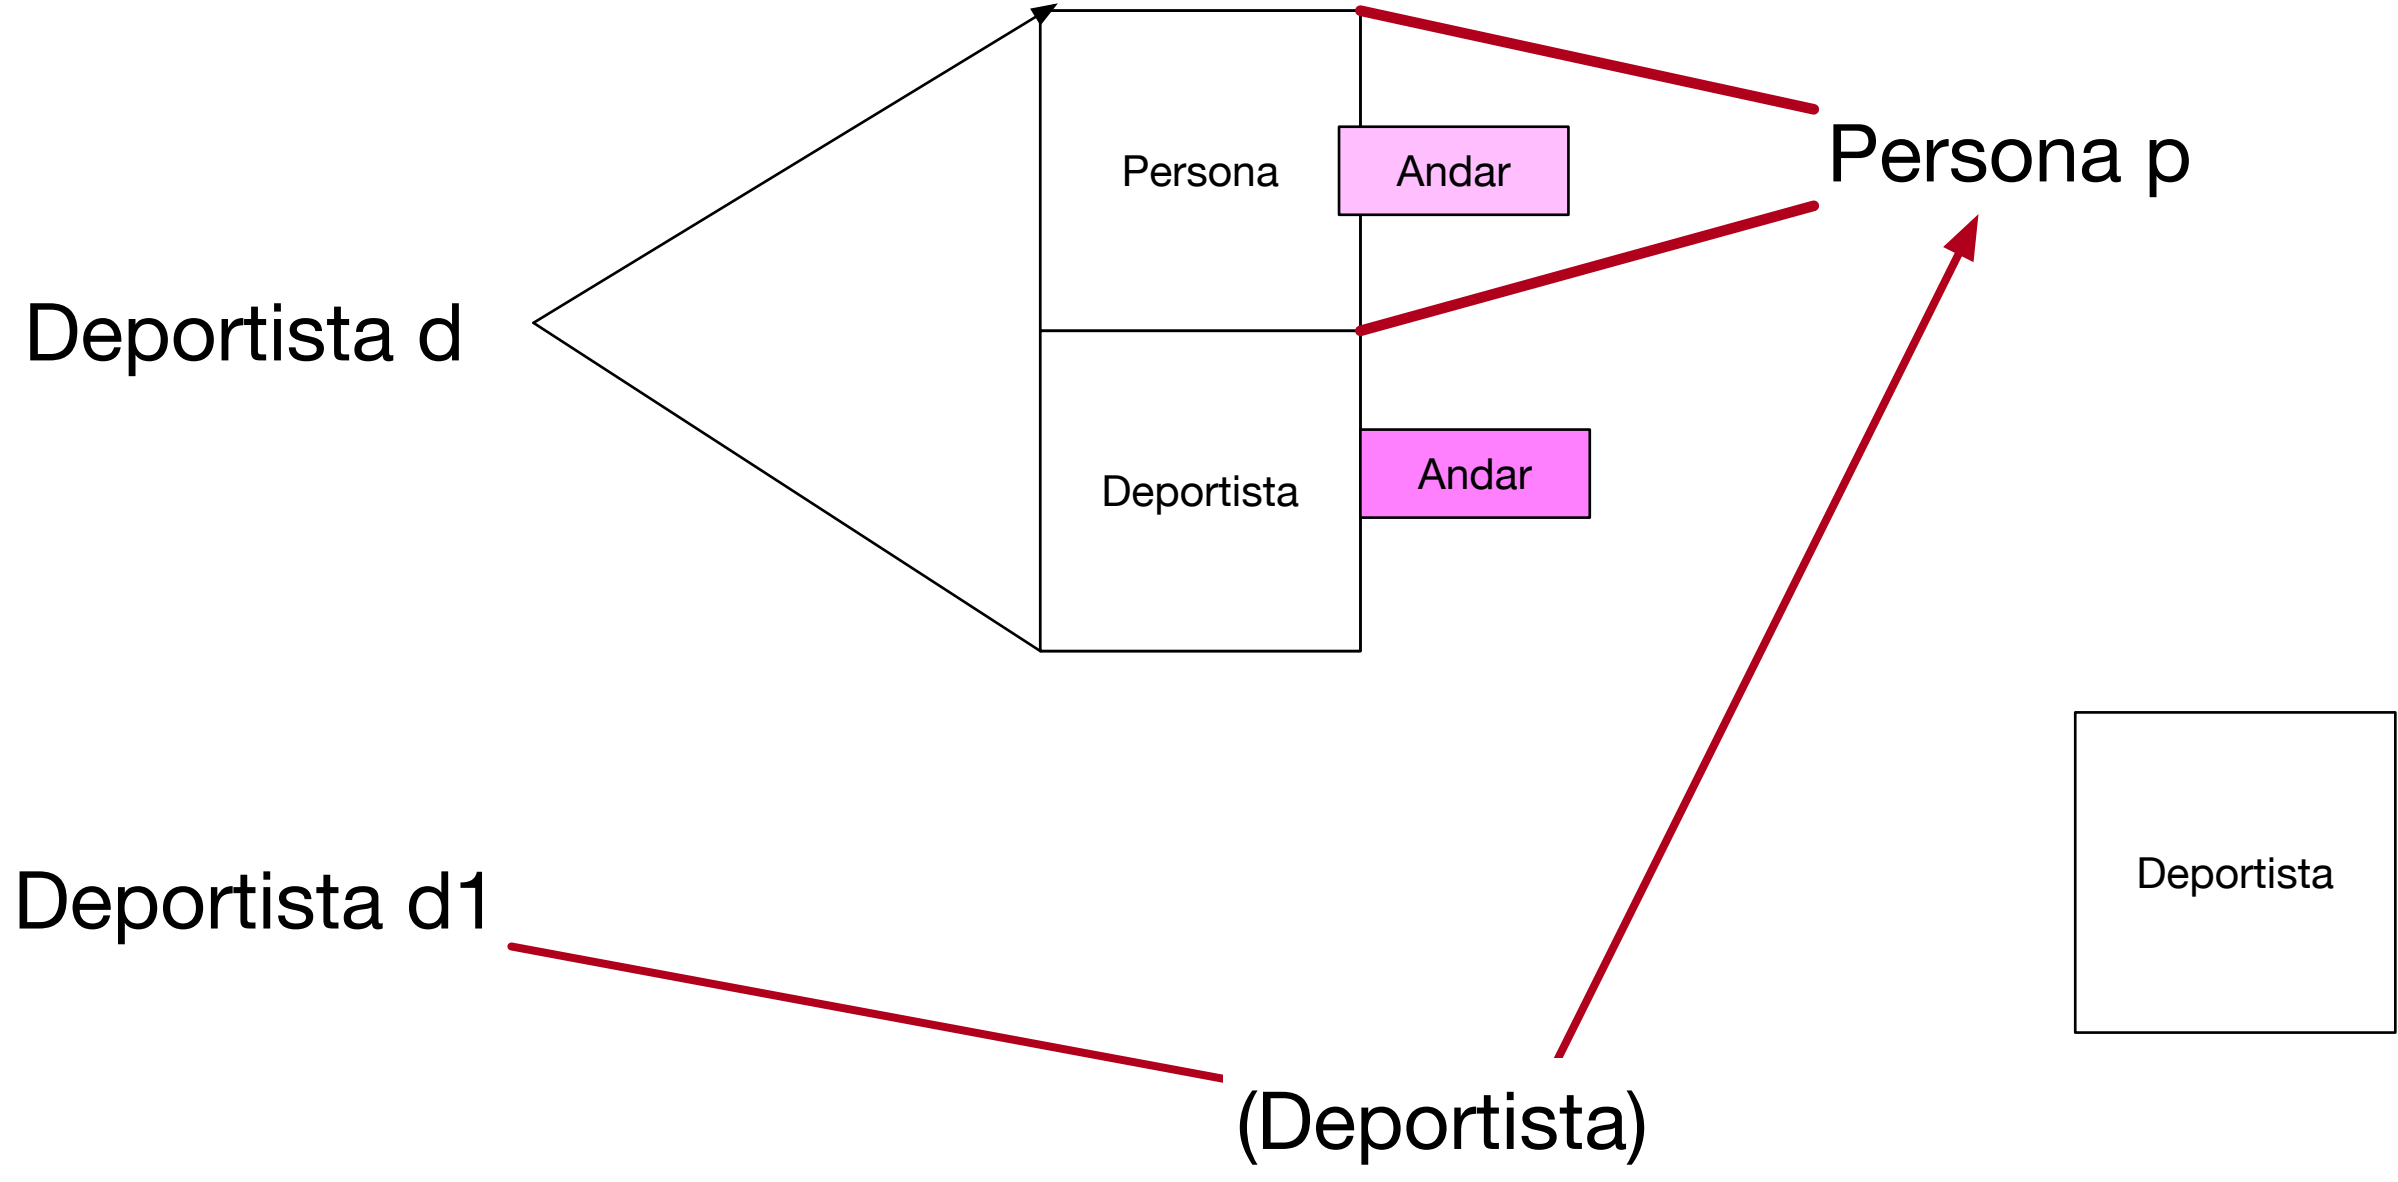 Persona p
Persona
Andar
Deportista d
Andar
Deportista
Deportista
Deportista d1
(Deportista)